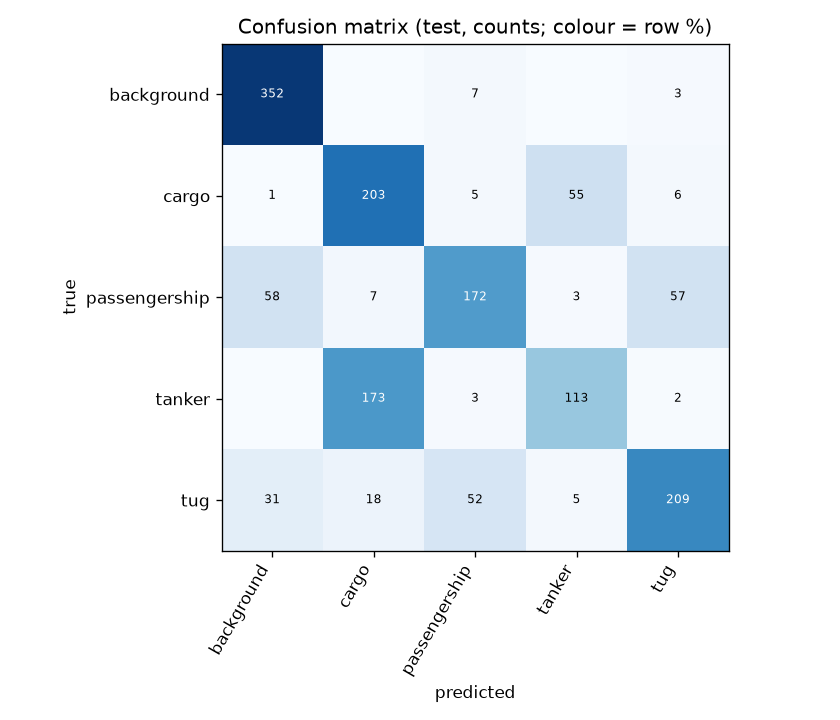 Confusion matrix (test, counts; colour = row %)
background 352 7 3
cargo 1 203 5 55 6
passengership 58 7 172 3 57
tanker 173 3 113 2
tug 31 18 52 5 209
true
background cargo passengership tanker tug
predicted